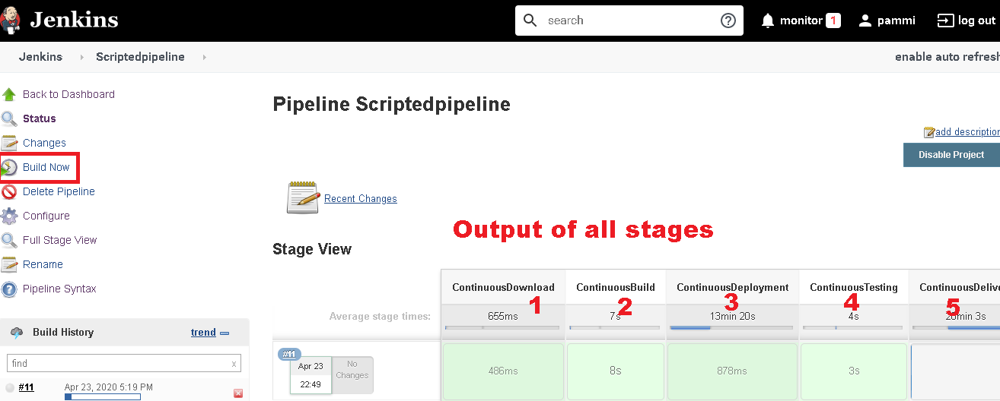 Jenkins
search
monitor 1
pammi
log out
Jenkins
Scriptedpipeline
enable auto refresh
Back to Dashboard
Status
Changes
Build Now
Delete Pipeline
Configure
Full Stage View
Rename
Pipeline Syntax
Build History
trend
find
x
#11
Apr 23, 2020 5:19 PM
Pipeline Scriptedpipeline
add description
Disable Project
Recent Changes
Output of all stages
Stage View
ContinuousDownload ContinuousBuild ContinuousDeployment ContinuousTesting ContinuousDelive
1 2 3 4 5
Average stage times: 655ms 7s 13min 20s 4s min 3s
#11
Apr 23
22:49
No
Changes
486ms 8s 878ms 3s